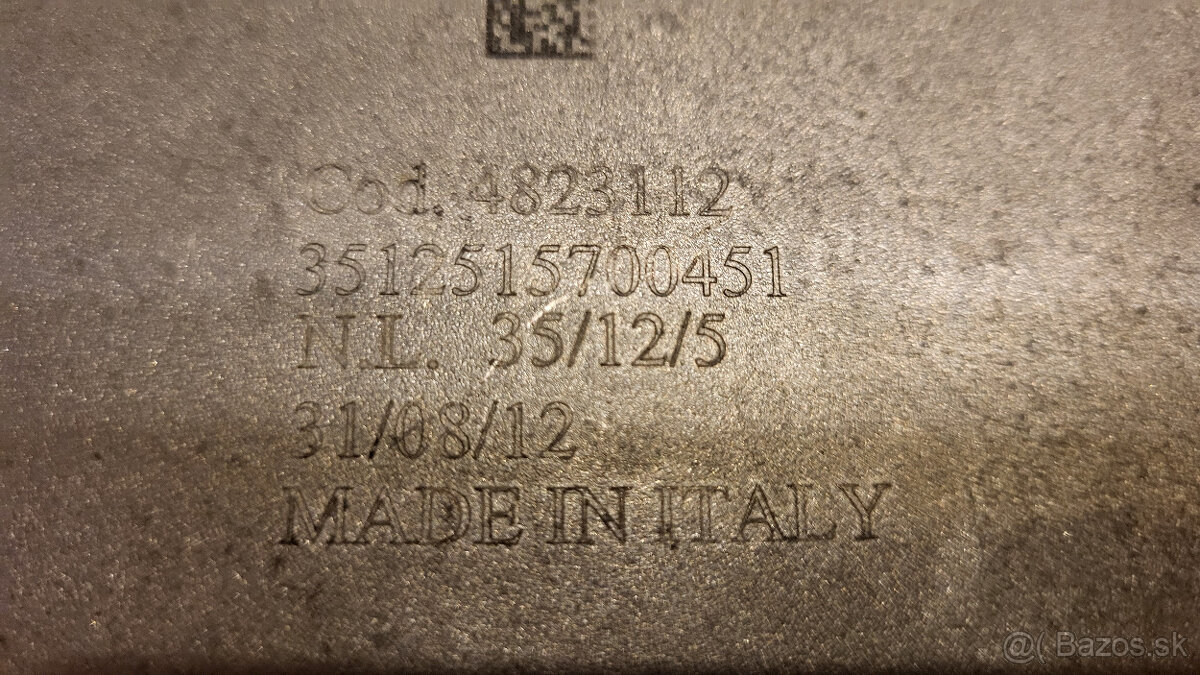 Cod. 4823112
3512515700451
N.L. 35/12/5
31/08/12
MADE IN ITALY
@( Bazos.sk